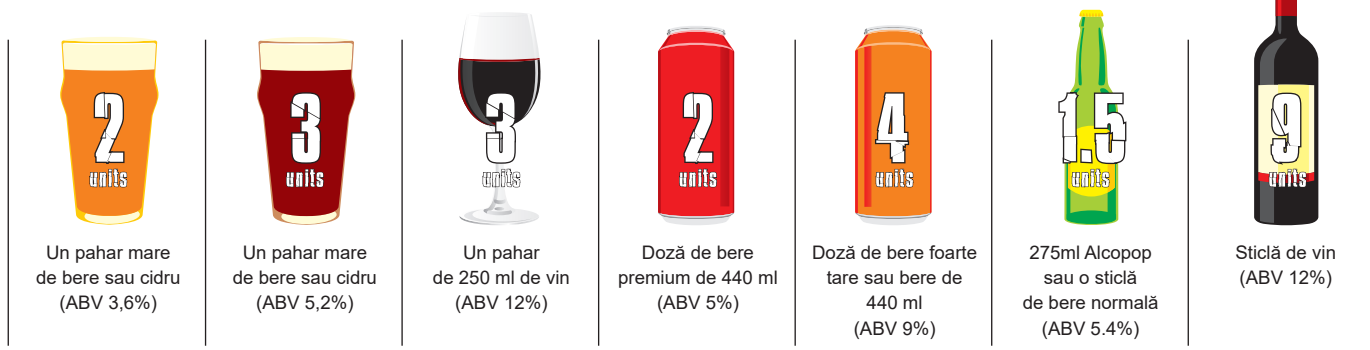 2
units
Un pahar mare
de bere sau cidru
(ABV 3,6%)
3
units
Un pahar mare
de bere sau cidru
(ABV 5,2%)
3
units
Un pahar
de 250 ml de vin
(ABV 12%)
2
units
Doză de bere
premium de 440 ml
(ABV 5%)
4
units
Doză de bere foarte
tare sau bere de
440 ml
(ABV 9%)
1.5
units
275ml Alcopop
sau o sticlă
de bere normală
(ABV 5.4%)
9
units
Sticlă de vin
(ABV 12%)